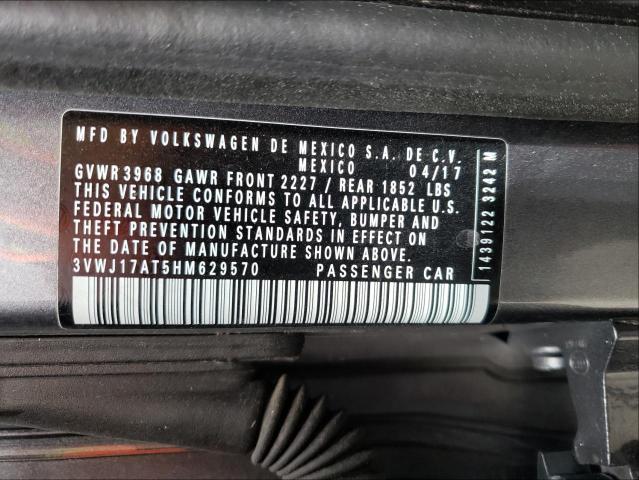 MFD BY VOLKSWAGEN DE MEXICO S.A. DE C.V.
MEXICO 04/17
GVWR 3968 GAWR FRONT 2227 / REAR 1852 LBS
THIS VEHICLE CONFORMS TO ALL APPLICABLE U.S.
FEDERAL MOTOR VEHICLE SAFETY, BUMPER AND
THEFT PREVENTION STANDARDS IN EFFECT ON
THE DATE OF MANUFACTURE SHOWN ABOVE.
3VWJ17AT5HM629570 PASSENGER CAR
1439122 3242 M